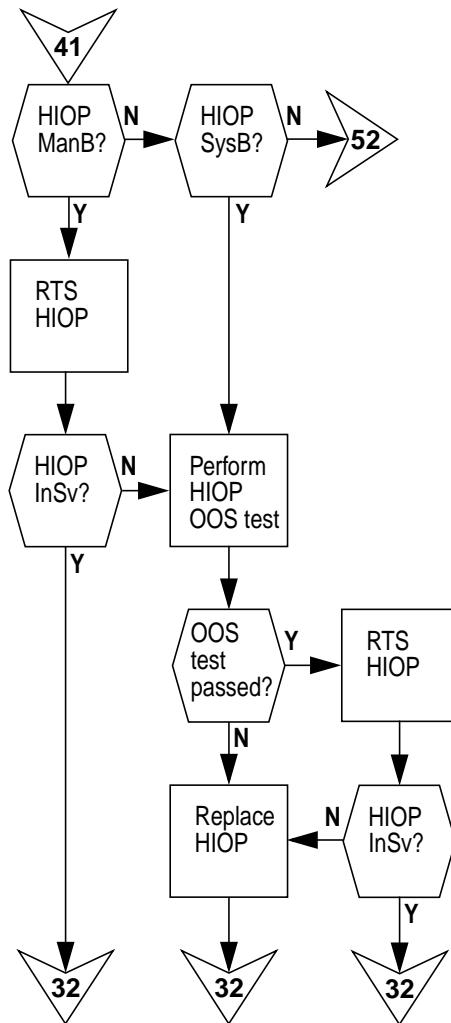 41
HIOP
ManB?
N
HIOP
SysB?
N
52
Y
Y
RTS
HIOP
HIOP
InSv?
N
Perform
HIOP
OOS test
Y
OOS
test
passed?
Y
RTS
HIOP
N
Replace
HIOP
N
HIOP
InSv?
Y
32
32
32